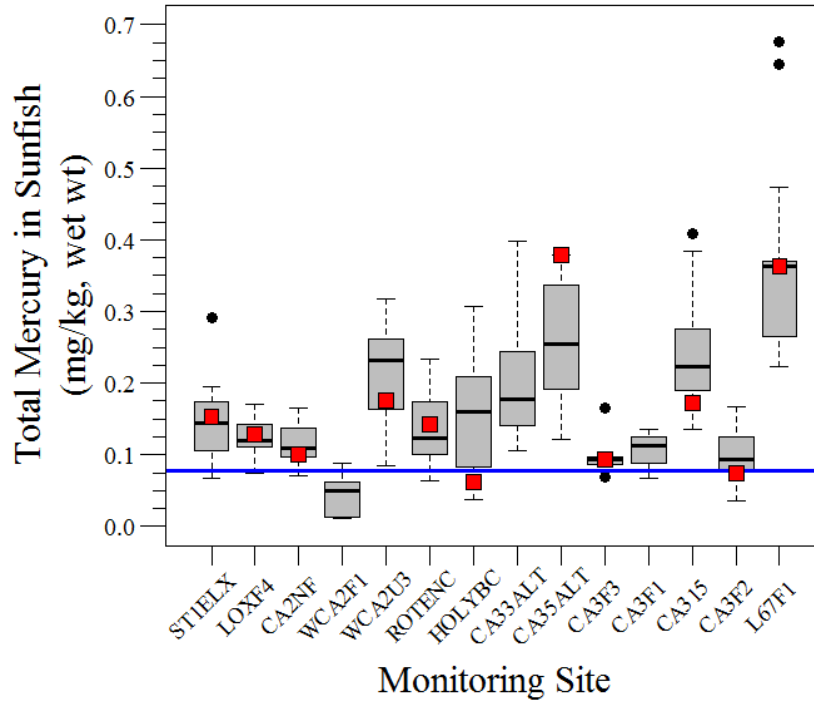 Total Mercury in Sunfish
(mg/kg, wet wt)
0.7
0.6
0.5
0.4
0.3
0.2
0.1
0.0
ST1ELX
LOXF4
CA2NF
WCA2F1
WCA2U3
ROTENC
HOLYBC
CA33ALT
CA35ALT
CA3F3
CA3F1
CA315
CA3F2
L67F1
Monitoring Site